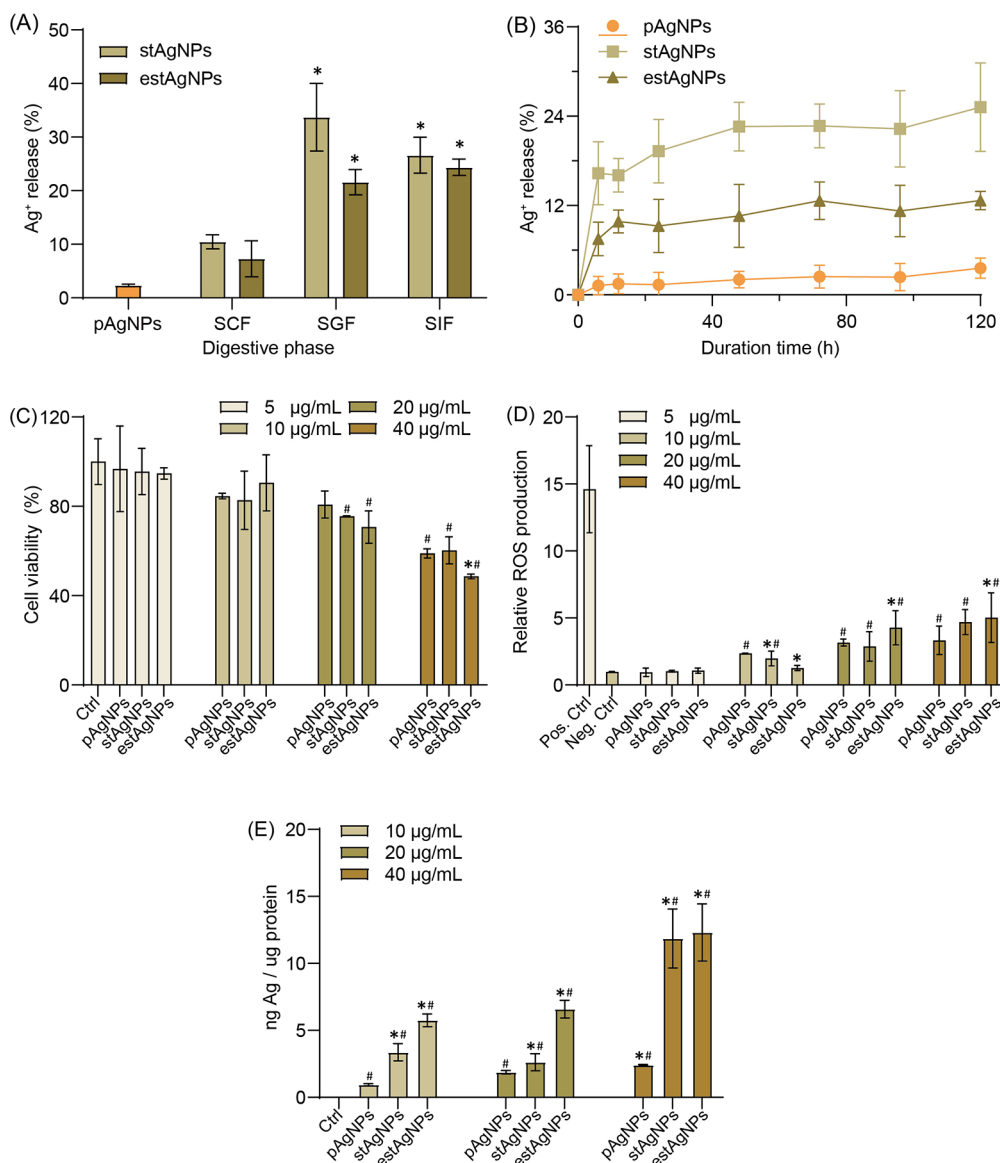 (A)
50
40
30
20
10
0
Ag⁺ release (%)
stAgNPs
estAgNPs
*
*
*
*
pAgNPs SCF SGF SIF
Digestive phase
(B)
36
24
12
0
Ag⁺ release (%)
pAgNPs
stAgNPs
estAgNPs
0 40 80 120
Duration time (h)
(C)
120
80
40
0
Cell viability (%)
5 µg/mL
10 µg/mL
20 µg/mL
40 µg/mL
#
#
#
#
*#
Ctrl
pAgNPs
stAgNPs
estAgNPs
pAgNPs
stAgNPs
estAgNPs
pAgNPs
stAgNPs
estAgNPs
pAgNPs
stAgNPs
estAgNPs
(D)
20
15
10
5
0
Relative ROS production
5 µg/mL
10 µg/mL
20 µg/mL
40 µg/mL
#
*#
*
#
#
*#
#
#
*#
Pos. Ctrl
Neg. Ctrl
pAgNPs
stAgNPs
estAgNPs
pAgNPs
stAgNPs
estAgNPs
pAgNPs
stAgNPs
estAgNPs
pAgNPs
stAgNPs
estAgNPs
(E)
20
15
10
5
0
ng Ag / ug protein
10 µg/mL
20 µg/mL
40 µg/mL
#
*#
*#
#
*#
*#
*#
*#
*#
Ctrl
pAgNPs
stAgNPs
estAgNPs
pAgNPs
stAgNPs
estAgNPs
pAgNPs
stAgNPs
estAgNPs